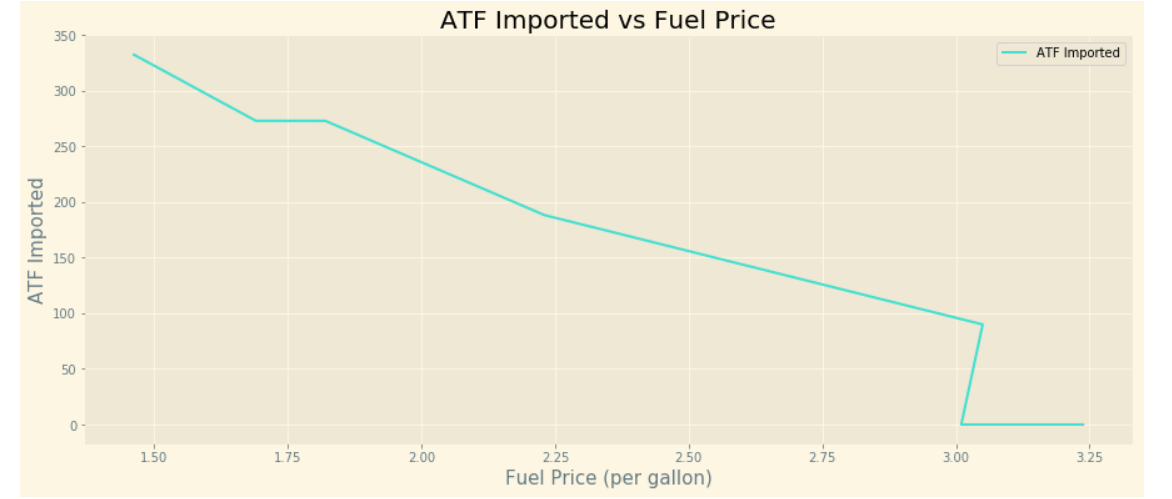 ATF Imported vs Fuel Price
ATF Imported
350
300
250
200
150
100
50
0
ATF Imported
1.50 1.75 2.00 2.25 2.50 2.75 3.00 3.25
Fuel Price (per gallon)